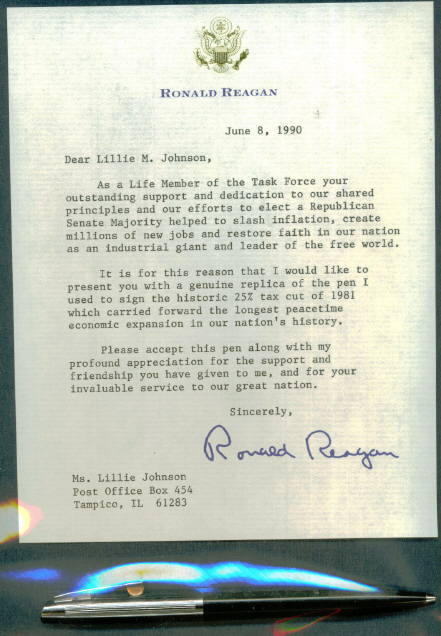 RONALD REAGAN
June 8, 1990
Dear Lillie M. Johnson,
As a Life Member of the Task Force your
outstanding support and dedication to our shared
principles and our efforts to elect a Republican
Senate Majority helped to slash inflation, create
millions of new jobs and restore faith in our nation
as an industrial giant and leader of the free world.
It is for this reason that I would like to
present you with a genuine replica of the pen I
used to sign the historic 25% tax cut of 1981
which carried forward the longest peacetime
economic expansion in our nation's history.
Please accept this pen along with my
profound appreciation for the support and
friendship you have given to me, and for your
invaluable service to our great nation.
Sincerely,
Ronald Reagan
Ms. Lillie Johnson
Post Office Box 454
Tampico, IL 61283